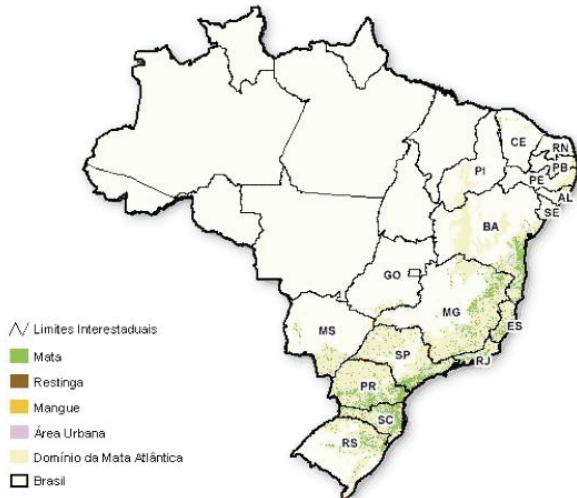 CE
RN
PB
PI
PE
AL
SE
BA
GO
MG
ES
MS
SP
RJ
PR
SC
RS
Limites Interestaduais
Mata
Restinga
Mangue
Área Urbana
Domínio da Mata Atlântica
Brasil